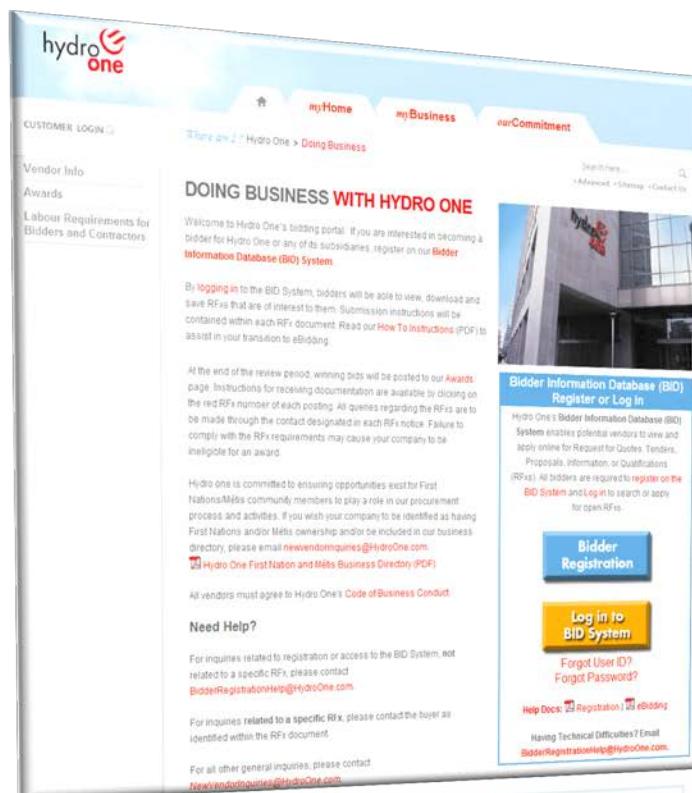 hydro
one
myHome
myBusiness
ourCommitment
CUSTOMER LOGIN
Where am I? Hydro One > Doing Business
Search Here...
Advanced Sitemap Contact Us
Vendor Info
Awards
Labour Requirements for
Bidders and Contractors
DOING BUSINESS WITH HYDRO ONE
Welcome to Hydro One's bidding portal. If you are interested in becoming a
bidder for Hydro One or any of its subsidiaries, register on our Bidder
Information Database (BID) System.
By logging in to the BID System, bidders will be able to view, download and
save RFxs that are of interest to them. Submission instructions will be
contained within each RFx document. Read our How To Instructions (PDF) to
assist in your transition to eBidding.
At the end of the review period, winning bids will be posted to our Awards
page. Instructions for receiving documentation are available by clicking on
the red RFx number of each posting. All queries regarding the RFxs are to
be made through the contact designated in each RFx notice. Failure to
comply with the RFx requirements may cause your company to be
ineligible for an award.
Hydro one is committed to ensuring opportunities exist for First
Nations/Métis community members to play a role in our procurement
process and activities. If you wish your company to be identified as having
First Nations and/or Métis ownership and/or be included in our business
directory, please email newvendorinquiries@HydroOne.com.
Hydro One First Nation and Métis Business Directory (PDF)
All vendors must agree to Hydro One's Code of Business Conduct.
Need Help?
For inquiries related to registration or access to the BID System, not
related to a specific RFx, please contact
BidderRegistrationHelp@HydroOne.com.
For inquiries related to a specific RFx, please contact the buyer as
identified within the RFx document.
For all other general inquiries, please contact
NewVendorInquiries@HydroOne.com.
hydro
one
Bidder Information Database (BID)
Register or Log In
Hydro One's Bidder Information Database (BID)
System enables potential vendors to view and
apply online for Request for Quotes, Tenders,
Proposals, Information, or Qualifications
(RFxs). All bidders are required to register on the
BID System and Log in to search or apply
for open RFxs.
Bidder
Registration
Log in to
BID System
Forgot User ID?
Forgot Password?
Help Docs: Registration | eBidding
Having Technical Difficulties? Email
BidderRegistrationHelp@HydroOne.com.